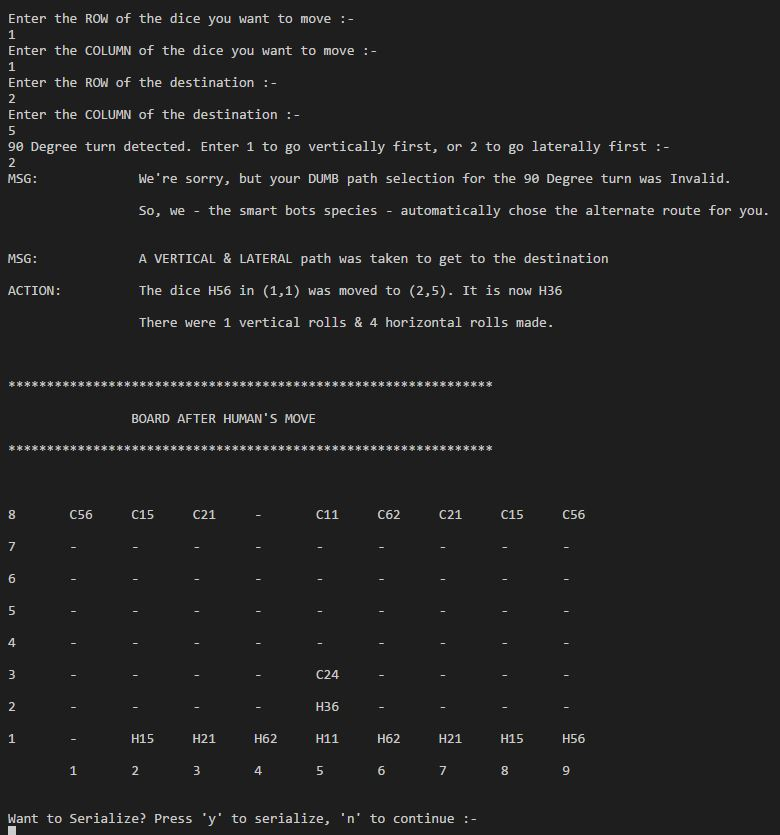 Enter the ROW of the dice you want to move :-
1
Enter the COLUMN of the dice you want to move :-
1
Enter the ROW of the destination :-
2
Enter the COLUMN of the destination :-
5
90 Degree turn detected. Enter 1 to go vertically first, or 2 to go laterally first :-
2
MSG: We're sorry, but your DUMB path selection for the 90 Degree turn was Invalid.
So, we - the smart bots species - automatically chose the alternate route for you.
MSG: A VERTICAL & LATERAL path was taken to get to the destination
ACTION: The dice H56 in (1,1) was moved to (2,5). It is now H36
There were 1 vertical rolls & 4 horizontal rolls made.
***************************************************************
BOARD AFTER HUMAN'S MOVE
***************************************************************
8 C56 C15 C21 - C11 C62 C21 C15 C56
7 - - - - - - - - -
6 - - - - - - - - -
5 - - - - - - - - -
4 - - - - - - - - -
3 - - - - C24 - - - -
2 - - - - H36 - - - -
1 - H15 H21 H62 H11 H62 H21 H15 H56
1 2 3 4 5 6 7 8 9
Want to Serialize? Press 'y' to serialize, 'n' to continue :-